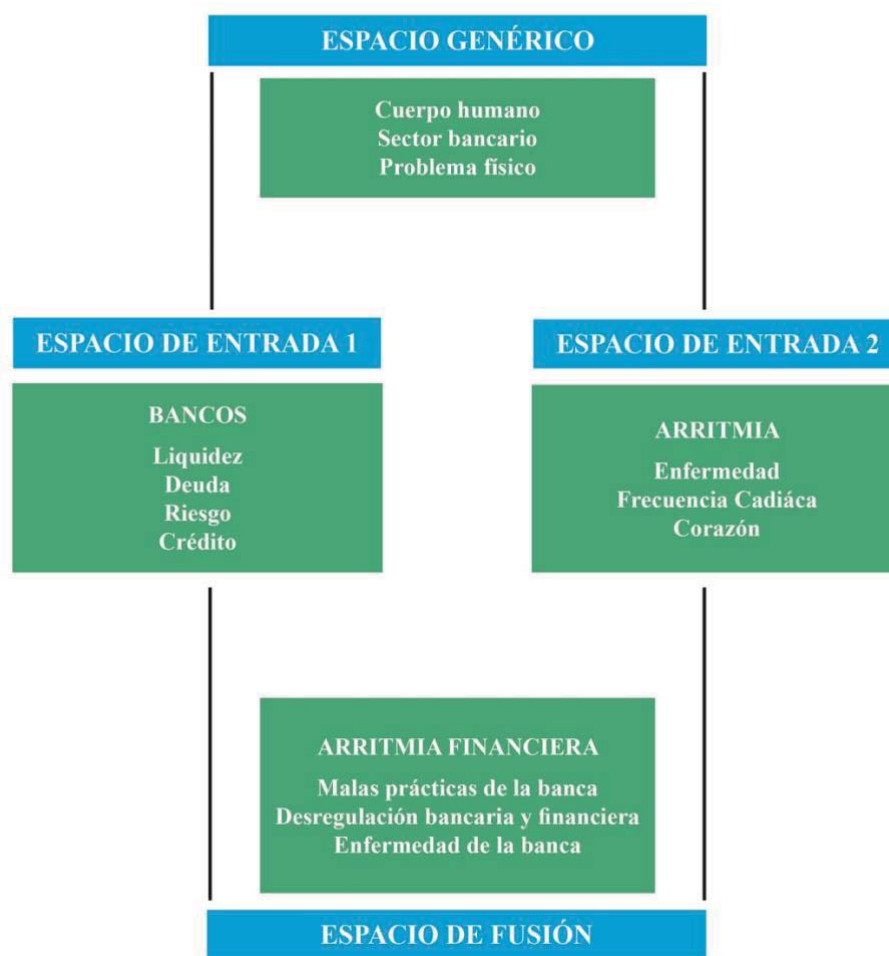 ESPACIO GENÉRICO
Cuerpo humano
Sector bancario
Problema físico
ESPACIO DE ENTRADA 1
BANCOS
Liquidez
Deuda
Riesgo
Crédito
ESPACIO DE ENTRADA 2
ARRITMIA
Enfermedad
Frecuencia Cadiáca
Corazón
ARRITMIA FINANCIERA
Malas prácticas de la banca
Desregulación bancaria y financiera
Enfermedad de la banca
ESPACIO DE FUSIÓN